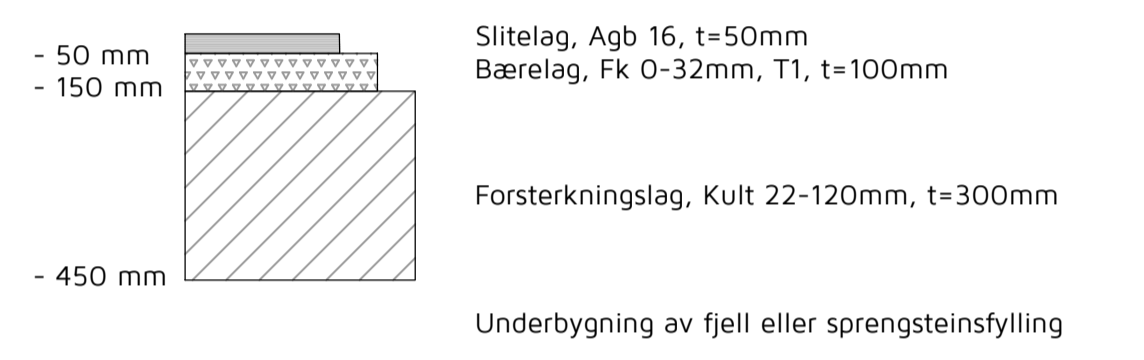 - 50 mm
- 150 mm
- 450 mm
Slitelag, Agb 16, t=50mm
Bærelag, Fk 0-32mm, T1, t=100mm
Forsterkningslag, Kult 22-120mm, t=300mm
Underbygning av fjell eller sprengsteinsfylling